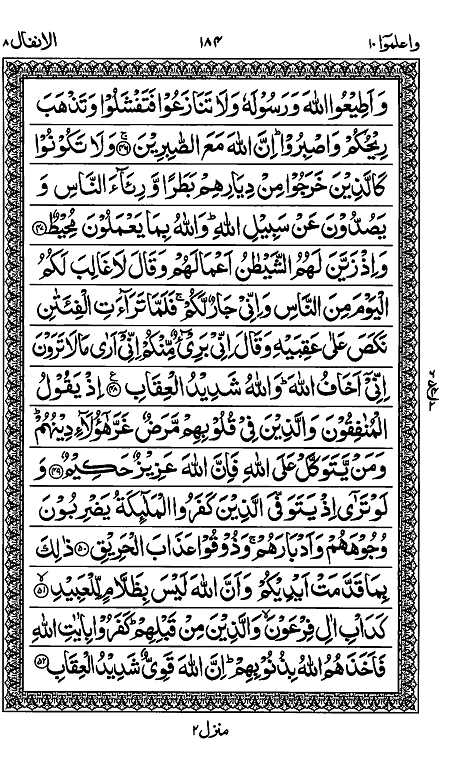 واعلموا ١٠ ١٨٤ الانفال ٨
وَاَطِيْعُوا اللّٰهَ وَرَسُوْلَهٗ وَلَا تَنَازَعُوْا فَتَفْشَلُوْا وَتَذْهَبَ
رِيْحُكُمْ وَاصْبِرُوْا ؕ اِنَّ اللّٰهَ مَعَ الصّٰبِرِيْنَ ۚ﴿۴۶﴾ وَلَا تَكُوْنُوْا
كَالَّذِيْنَ خَرَجُوْا مِنْ دِيَارِهِمْ بَطَرًا وَّرِئَآءَ النَّاسِ وَ
يَصُدُّوْنَ عَنْ سَبِيْلِ اللّٰهِ ؕ وَاللّٰهُ بِمَا يَعْمَلُوْنَ مُحِيْطٌ ﴿۴۷﴾
وَاِذْ زَيَّنَ لَهُمُ الشَّيْطٰنُ اَعْمَالَهُمْ وَقَالَ لَا غَالِبَ لَكُمُ
الْيَوْمَ مِنَ النَّاسِ وَاِنِّيْ جَارٌ لَّكُمْ ۚ فَلَمَّا تَرَآءَتِ الْفِئَتٰنِ
نَكَصَ عَلٰى عَقِبَيْهِ وَقَالَ اِنِّيْ بَرِيْٓءٌ مِّنْكُمْ اِنِّيْٓ اَرٰى مَا لَا تَرَوْنَ
اِنِّيْٓ اَخَافُ اللّٰهَ ؕ وَاللّٰهُ شَدِيْدُ الْعِقَابِ ﴿۴۸﴾ ع اِذْ يَقُوْلُ
الْمُنٰفِقُوْنَ وَالَّذِيْنَ فِيْ قُلُوْبِهِمْ مَّرَضٌ غَرَّ هٰٓؤُلَآءِ دِيْنُهُمْ ؕ
وَمَنْ يَّتَوَكَّلْ عَلَى اللّٰهِ فَاِنَّ اللّٰهَ عَزِيْزٌ حَكِيْمٌ ﴿۴۹﴾ وَ
لَوْ تَرٰٓى اِذْ يَتَوَفَّى الَّذِيْنَ كَفَرُوا الْمَلٰٓئِكَةُ يَضْرِبُوْنَ
وُجُوْهَهُمْ وَاَدْبَارَهُمْ ۚ وَذُوْقُوْا عَذَابَ الْحَرِيْقِ ﴿۵۰﴾ ذٰلِكَ
بِمَا قَدَّمَتْ اَيْدِيْكُمْ وَاَنَّ اللّٰهَ لَيْسَ بِظَلَّامٍ لِّلْعَبِيْدِ ۙ﴿۵۱﴾
كَدَاْبِ اٰلِ فِرْعَوْنَ ۙ وَالَّذِيْنَ مِنْ قَبْلِهِمْ ؕ كَفَرُوْا بِاٰيٰتِ اللّٰهِ
فَاَخَذَهُمُ اللّٰهُ بِذُنُوْبِهِمْ ؕ اِنَّ اللّٰهَ قَوِيٌّ شَدِيْدُ الْعِقَابِ ﴿۵۲﴾
منزل ٢